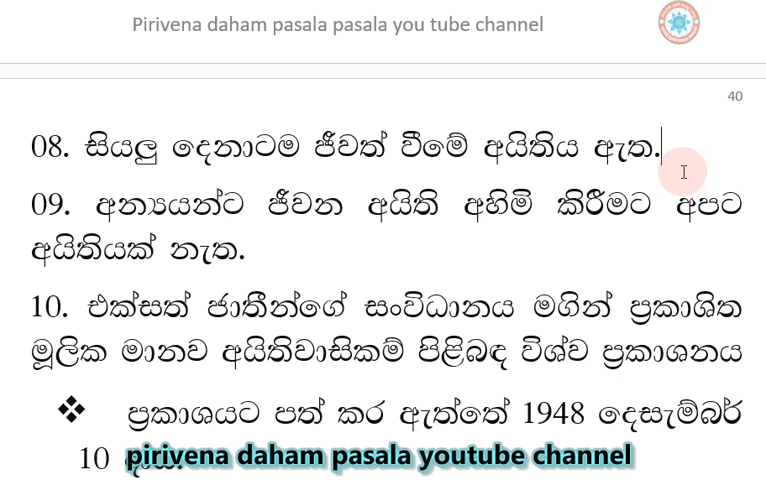 Pirivena daham pasala pasala you tube channel
40
08. සියලු දෙනාටම ජීවත් වීමේ අයිතිය ඇත.
09. අන්‍යයන්ට ජීවන අයිති අහිමි කිරීමට අපට
අයිතියක් නැත.
10. එක්සත් ජාතීන්ගේ සංවිධානය මගින් ප්‍රකාශිත
මූලික මානව අයිතිවාසිකම් පිළිබඳ විශ්ව ප්‍රකාශනය
❖ ප්‍රකාශයට පත් කර ඇත්තේ 1948 දෙසැම්බර්
10
pirivena daham pasala youtube channel